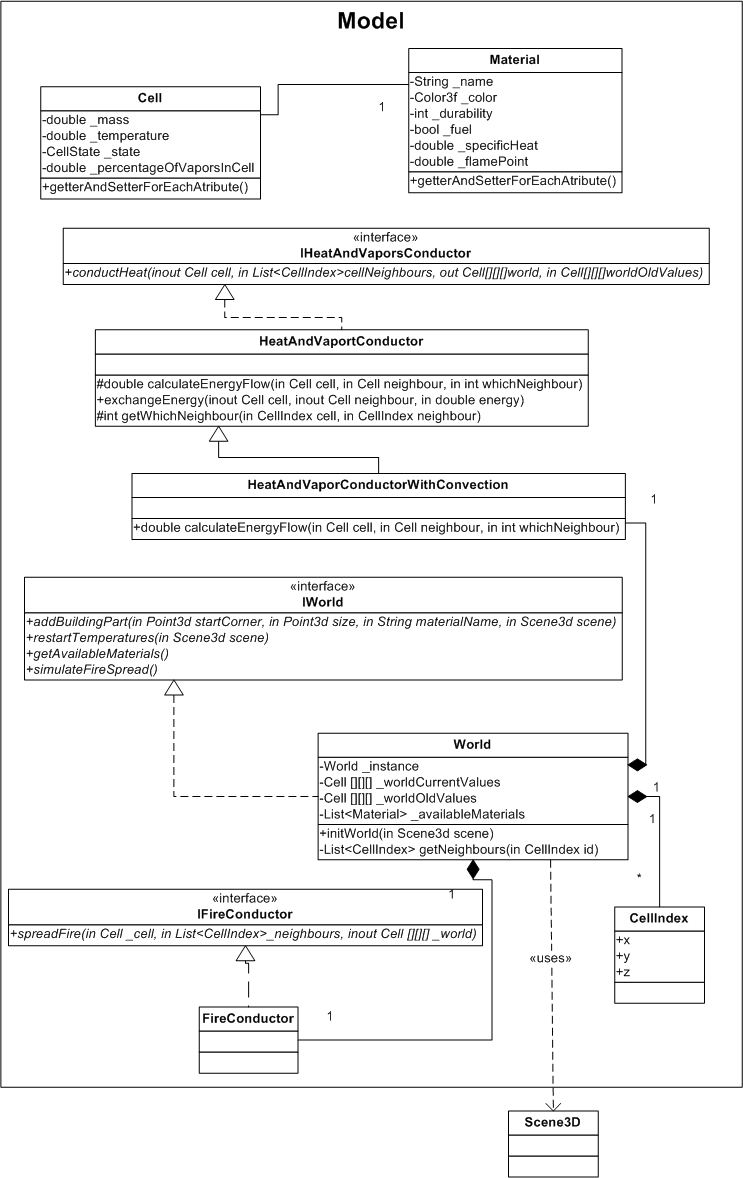 Model
Cell
-double _mass
-double _temperature
-CellState _state
-double _percentageOfVaporsInCell
+getterAndSetterForEachAtribute()
1
Material
-String _name
-Color3f _color
-int _durability
-bool _fuel
-double _specificHeat
-double _flamePoint
+getterAndSetterForEachAtribute()
«interface»
IHeatAndVaporsConductor
+conductHeat(inout Cell cell, in List<CellIndex>cellNeighbours, out Cell[][][]world, in Cell[][][]worldOldValues)
HeatAndVaportConductor
#double calculateEnergyFlow(in Cell cell, in Cell neighbour, in int whichNeighbour)
+exchangeEnergy(inout Cell cell, inout Cell neighbour, in double energy)
#int getWhichNeighbour(in CellIndex cell, in CellIndex neighbour)
HeatAndVaporConductorWithConvection
+double calculateEnergyFlow(in Cell cell, in Cell neighbour, in int whichNeighbour)
1
«interface»
IWorld
+addBuildingPart(in Point3d startCorner, in Point3d size, in String materialName, in Scene3d scene)
+restartTemperatures(in Scene3d scene)
+getAvailableMaterials()
+simulateFireSpread()
World
-World _instance
-Cell [][][] _worldCurrentValues
-Cell [][][] _worldOldValues
-List<Material> _availableMaterials
+initWorld(in Scene3d scene)
-List<CellIndex> getNeighbours(in CellIndex id)
1
1
*
1
«interface»
IFireConductor
+spreadFire(in Cell _cell, in List<CellIndex>_neighbours, inout Cell [][][] _world)
CellIndex
+x
+y
+z
«uses»
FireConductor
1
Scene3D